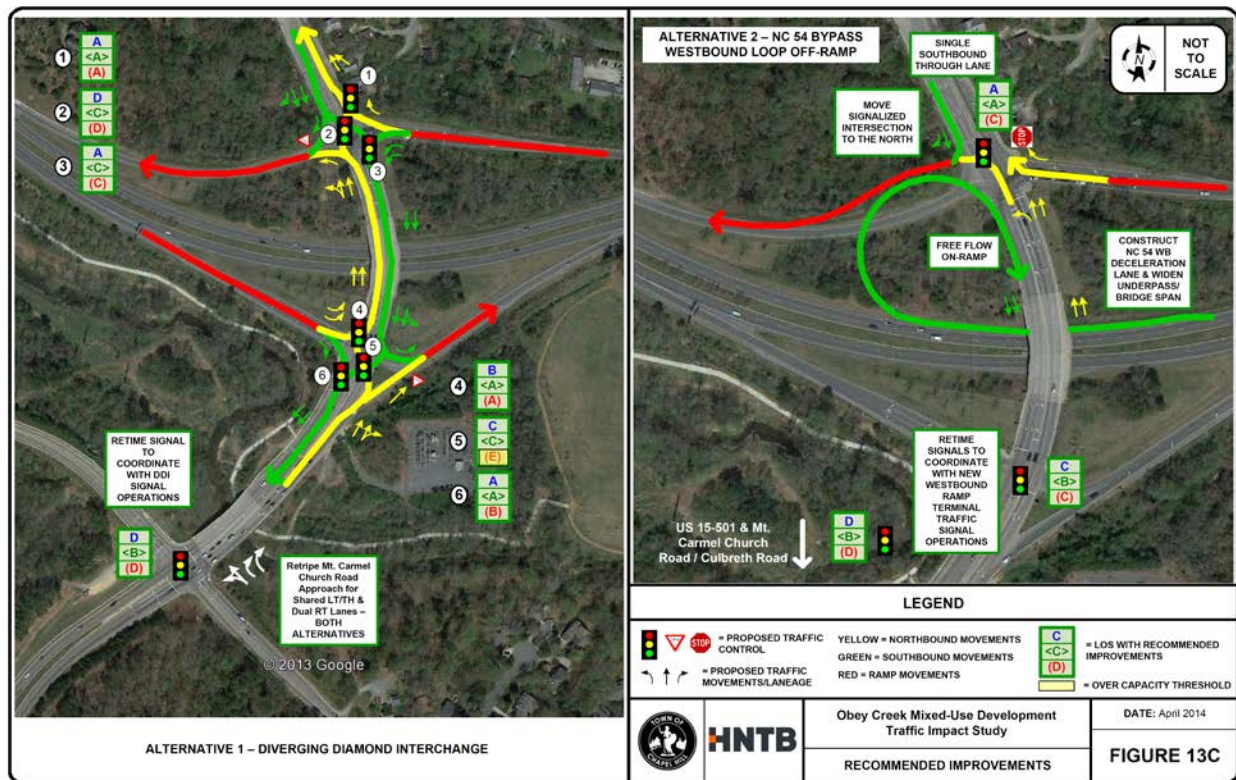 1
A
<A>
(A)
2
D
<C>
(D)
3
A
<C>
(C)
1
2
3
4
5
6
4
B
<A>
(A)
5
C
<C>
(E)
6
A
<A>
(B)
RETIME SIGNAL
TO
COORDINATE
WITH DDI
SIGNAL
OPERATIONS
D
<B>
(D)
Retripe Mt. Carmel
Church Road
Approach for
Shared LT/TH &
Dual RT Lanes –
BOTH
ALTERNATIVES
© 2013 Google
ALTERNATIVE 1 – DIVERGING DIAMOND INTERCHANGE
ALTERNATIVE 2 – NC 54 BYPASS
WESTBOUND LOOP OFF-RAMP
SINGLE
SOUTHBOUND
THROUGH LANE
N
NOT
TO
SCALE
MOVE
SIGNALIZED
INTERSECTION
TO THE NORTH
A
<A>
(C)
STOP
FREE FLOW
ON-RAMP
CONSTRUCT
NC 54 WB
DECELERATION
LANE & WIDEN
UNDERPASS/
BRIDGE SPAN
RETIME
SIGNALS TO
COORDINATE
WITH NEW
WESTBOUND
RAMP
TERMINAL
TRAFFIC
SIGNAL
OPERATIONS
C
<B>
(C)
US 15-501 & Mt.
Carmel Church
Road / Culbreth Road
D
<B>
(D)
LEGEND
STOP
= PROPOSED TRAFFIC
CONTROL
= PROPOSED TRAFFIC
MOVEMENTS/LANEAGE
YELLOW = NORTHBOUND MOVEMENTS
GREEN = SOUTHBOUND MOVEMENTS
RED = RAMP MOVEMENTS
C
<C>
(D)
= LOS WITH RECOMMENDED
IMPROVEMENTS
= OVER CAPACITY THRESHOLD
TOWN OF
CHAPEL HILL
HNTB
Obey Creek Mixed-Use Development
Traffic Impact Study
RECOMMENDED IMPROVEMENTS
DATE: April 2014
FIGURE 13C